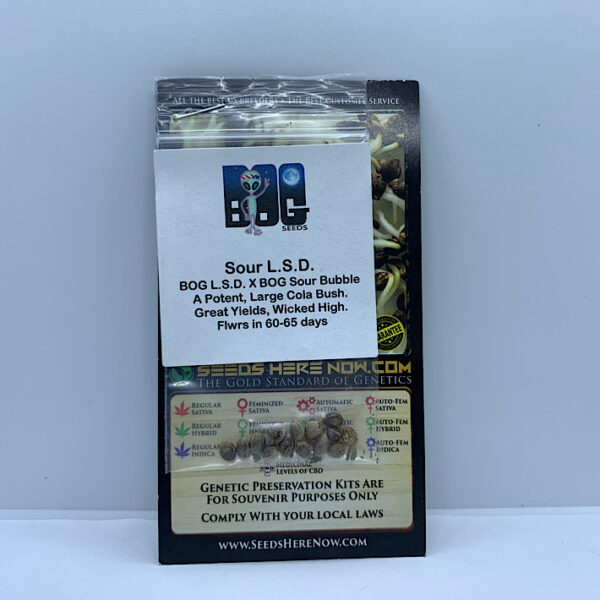 ALL THE BEST US BREEDERS & THE BEST CUSTOMER SERVICE
BOG
SEEDS
Sour L.S.D.
BOG L.S.D. X BOG Sour Bubble
A Potent, Large Cola Bush.
Great Yields, Wicked High.
Flwrs in 60-65 days
GUARANTEE
SEEDS HERE NOW.COM
THE GOLD STANDARD OF GENETICS
REGULAR SATIVA
FEMINIZED SATIVA
AUTOMATIC SATIVA
AUTO-FEM SATIVA
REGULAR HYBRID
AUTO-FEM HYBRID
REGULAR INDICA
AUTO-FEM INDICA
MEDICINAL
LEVELS OF CBD
GENETIC PRESERVATION KITS ARE
FOR SOUVENIR PURPOSES ONLY
COMPLY WITH YOUR LOCAL LAWS
WWW.SEEDSHERENOW.COM